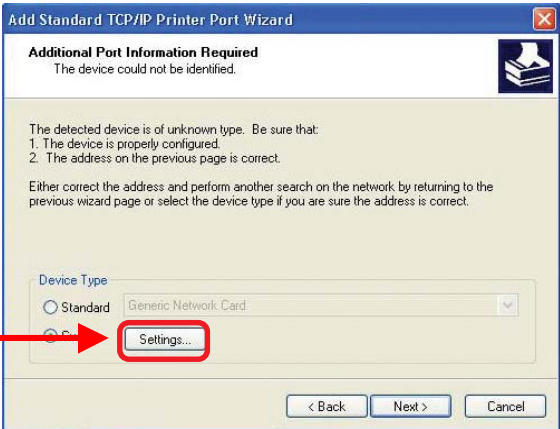 Add Standard TCP/IP Printer Port Wizard
Additional Port Information Required
The device could not be identified.
The detected device is of unknown type. Be sure that:
1. The device is properly configured.
2. The address on the previous page is correct.
Either correct the address and perform another search on the network by returning to the
previous wizard page or select the device type if you are sure the address is correct.
Device Type
Standard
Generic Network Card
Settings...
< Back
Next >
Cancel